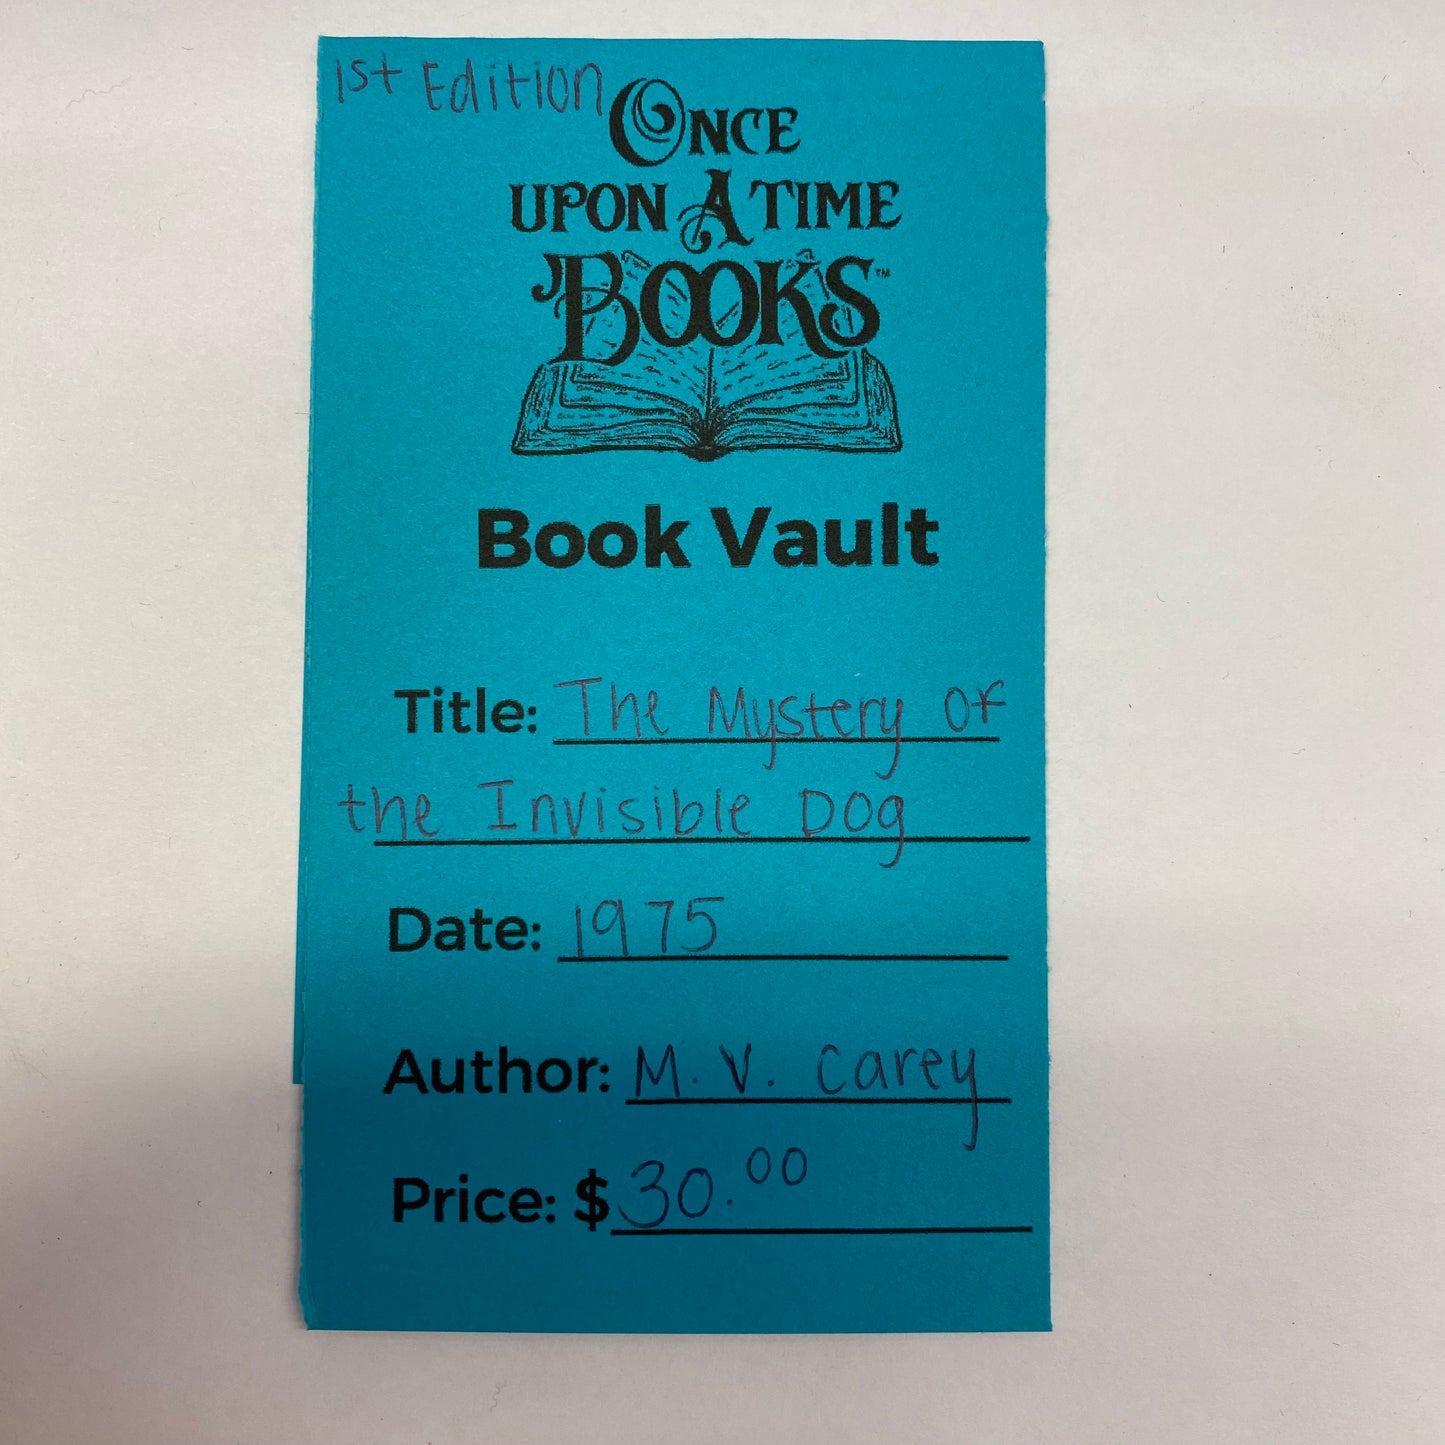 1st Edition
ONCE
UPON A TIME
BOOKS™
Book Vault
Title: The Mystery of
the Invisible Dog
Date: 1975
Author: M. V. Carey
Price: $30.00